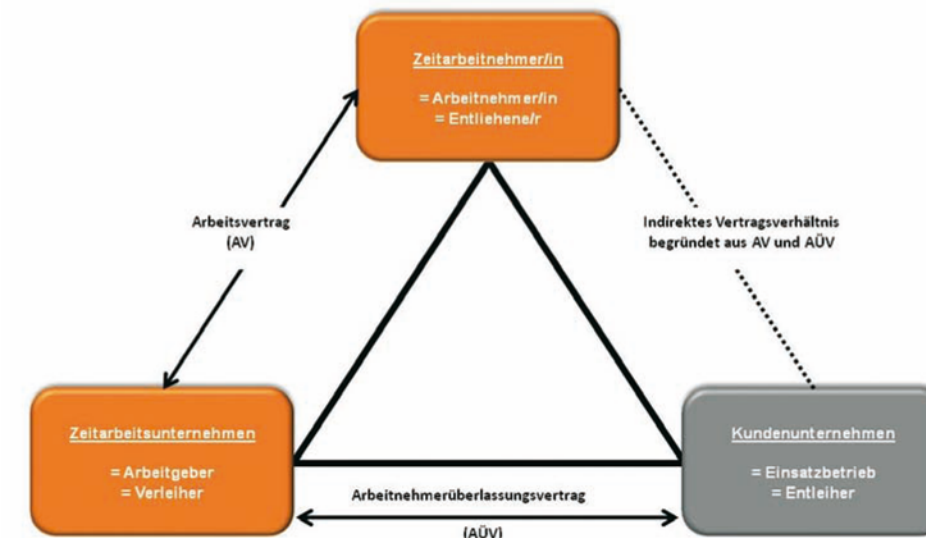 Zeitarbeitnehmer/in
= Arbeitnehmer/in
= Entliehene/r
Arbeitsvertrag
(AV)
Indirektes Vertragsverhältnis
begründet aus AV und AÜV
Zeitarbeitsunternehmen
= Arbeitgeber
= Verleiher
Kundenunternehmen
= Einsatzbetrieb
= Entleiher
Arbeitnehmerüberlassungsvertrag
(AÜV)